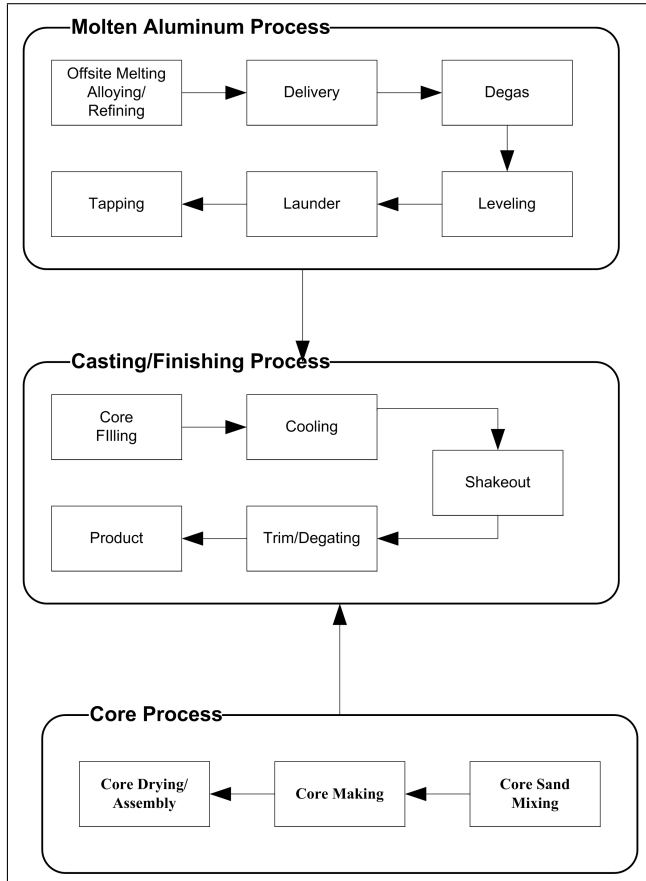 Molten Aluminum Process
Offsite Melting
Alloying/
Refining
Delivery
Degas
Tapping
Launder
Leveling
Casting/Finishing Process
Core
FIlling
Cooling
Shakeout
Product
Trim/Degating
Core Process
Core Drying/
Assembly
Core Making
Core Sand
Mixing